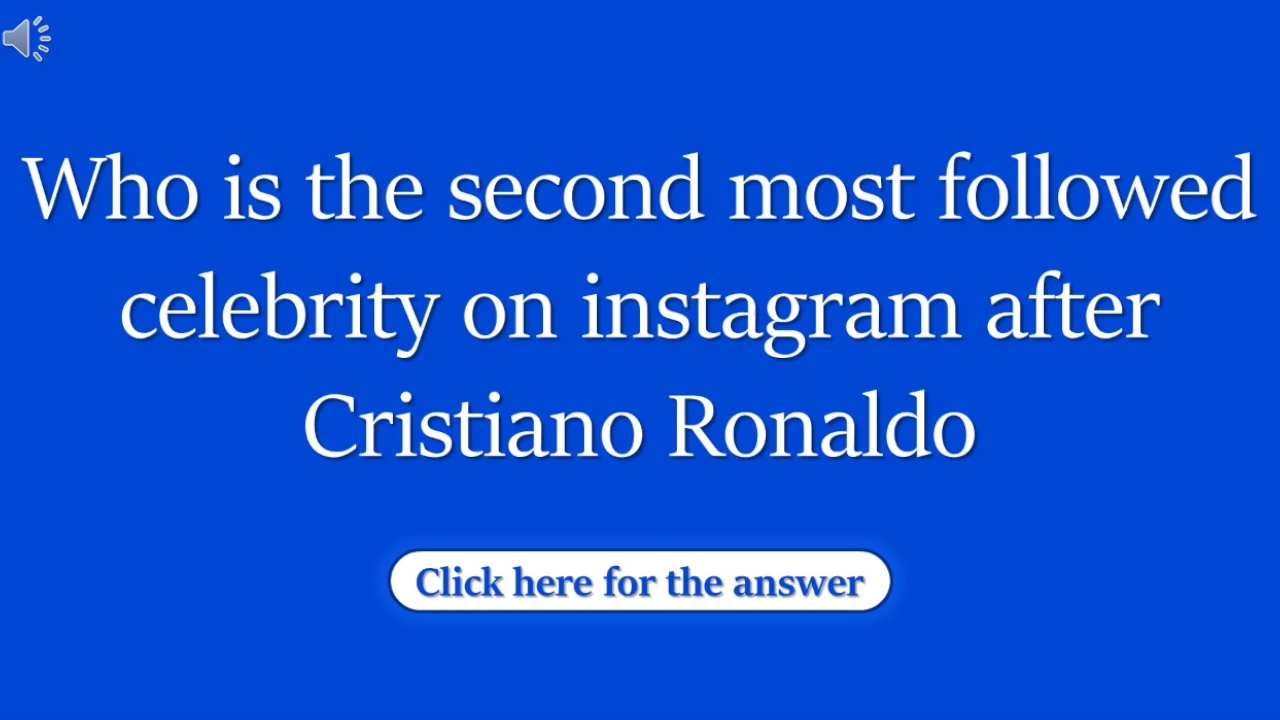 Who is the second most followed
celebrity on instagram after
Cristiano Ronaldo
Click here for the answer